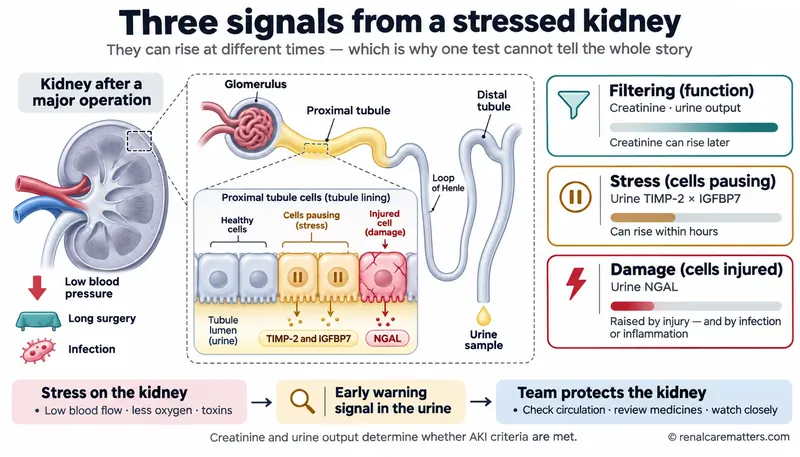 Three signals from a stressed kidney
They can rise at different times — which is why one test cannot tell the whole story
Kidney after a
major operation
Low blood
pressure
Long surgery
Infection
Glomerulus
Proximal tubule
Distal
tubule
Loop
of Henle
Urine
sample
Proximal tubule cells (tubule lining)
Healthy
cells
Cells pausing
(stress)
Injured
cell
(damage)
Tubule
lumen
(urine)
TIMP-2 and IGFBP7
NGAL
Filtering (function)
Creatinine · urine output
Creatinine can rise later
Stress (cells pausing)
Urine TIMP-2 × IGFBP7
Can rise within hours
Damage (cells injured)
Urine NGAL
Raised by injury — and by infection
or inflammation
Stress on the kidney
• Low blood flow · less oxygen · toxins
Early warning
signal in the urine
Team protects the kidney
• Check circulation · review medicines · watch closely
Creatinine and urine output determine whether AKI criteria are met.
© renalcarematters.com